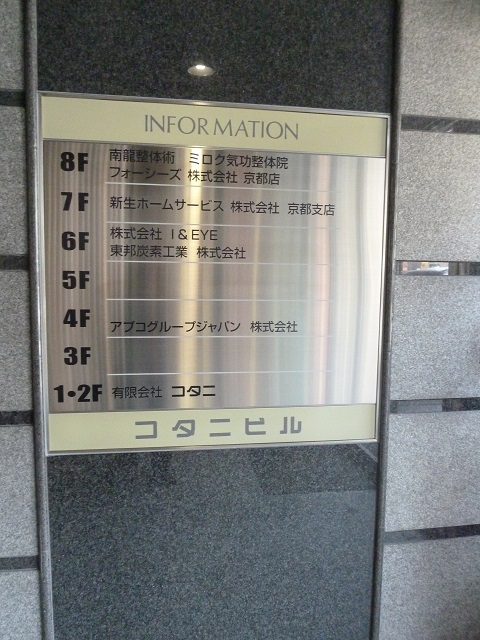 INFORMATION
8F 南龍整体術 ミロク気功整体院
フォーシーズ 株式会社 京都店
7F 新生ホームサービス 株式会社 京都支店
6F 株式会社 I&EYE
東邦炭素工業 株式会社
5F
4F アプコグループジャパン 株式会社
3F
1・2F 有限会社 コタニ
コタニビル